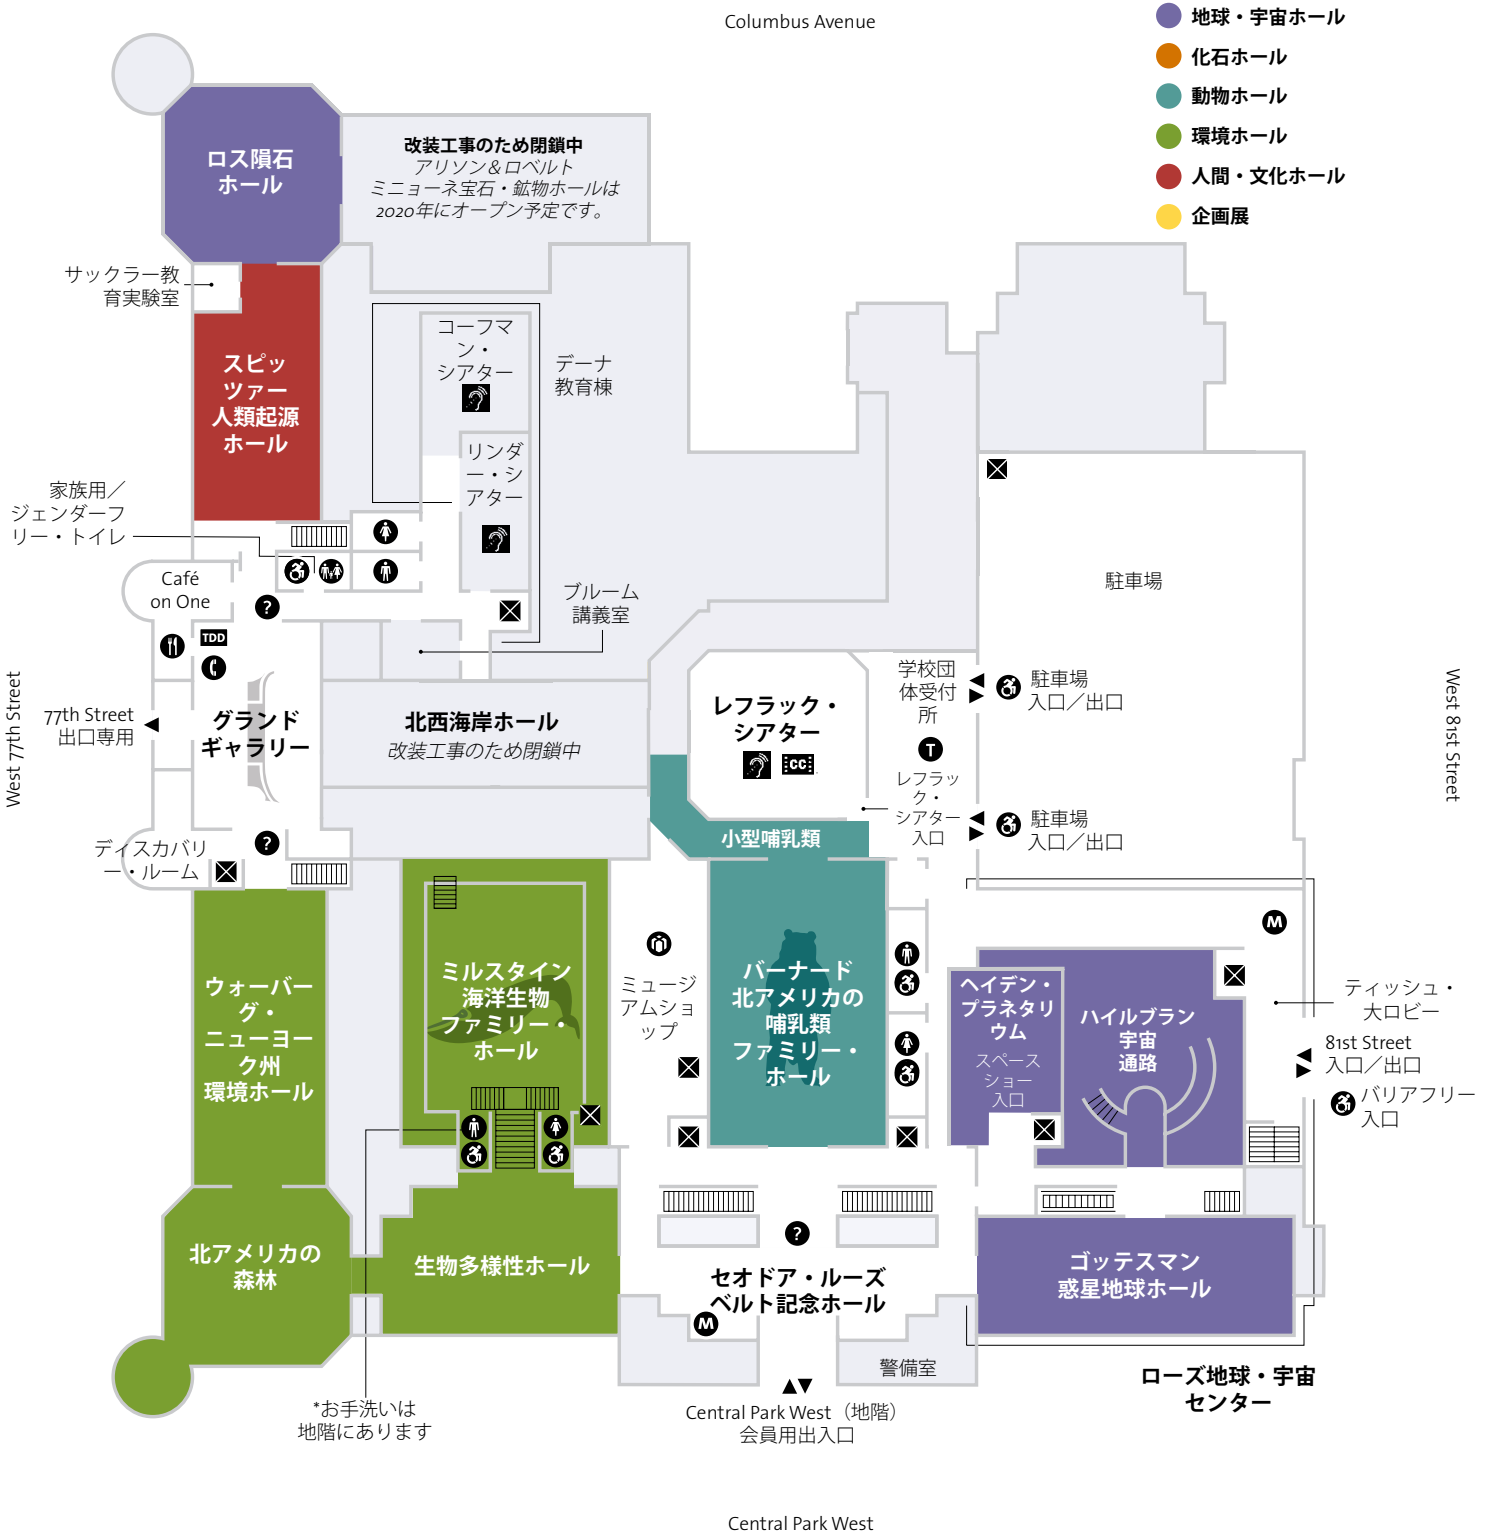 Columbus Avenue
地球・宇宙ホール
化石ホール
動物ホール
環境ホール
人間・文化ホール
企画展
ロス隕石
ホール
改装工事のため閉鎖中
アリソン＆ロベルト
ミニョーネ宝石・鉱物ホールは
2020年にオープン予定です。
サックラー教
育実験室
スピッ
ツァー
人類起源
ホール
コーフマ
ン・
シアター
デーナ
教育棟
リンダ
ー・シ
アター
家族用／
ジェンダーフ
リー・トイレ
Café
on One
?
TDD
ブルーム
講義室
駐車場
West 77th Street
77th Street
出口専用
グランド
ギャラリー
北西海岸ホール
改装工事のため閉鎖中
レフラック・
シアター
CC
学校団
体受付
所
T
レフラッ
ク・
シアター
入口
駐車場
入口／出口
駐車場
入口／出口
West 81st Street
ディスカバリ
ー・ルーム
?
小型哺乳類
M
ウォーバー
グ・
ニューヨー
ク州
環境ホール
ミルスタイン
海洋生物
ファミリー・
ホール
ミュージ
アムショ
ップ
バーナード
北アメリカの
哺乳類
ファミリー・
ホール
ヘイデン・
プラネタリ
ウム
スペース
ショー
入口
ハイルブラン
宇宙
通路
ティッシュ・
大ロビー
81st Street
入口／出口
バリアフリー
入口
北アメリカの
森林
生物多様性ホール
?
セオドア・ルーズ
ベルト記念ホール
M
ゴッテスマン
惑星地球ホール
警備室
ローズ地球・宇宙
センター
*お手洗いは
地階にあります
Central Park West（地階）
会員用出入口
Central Park West